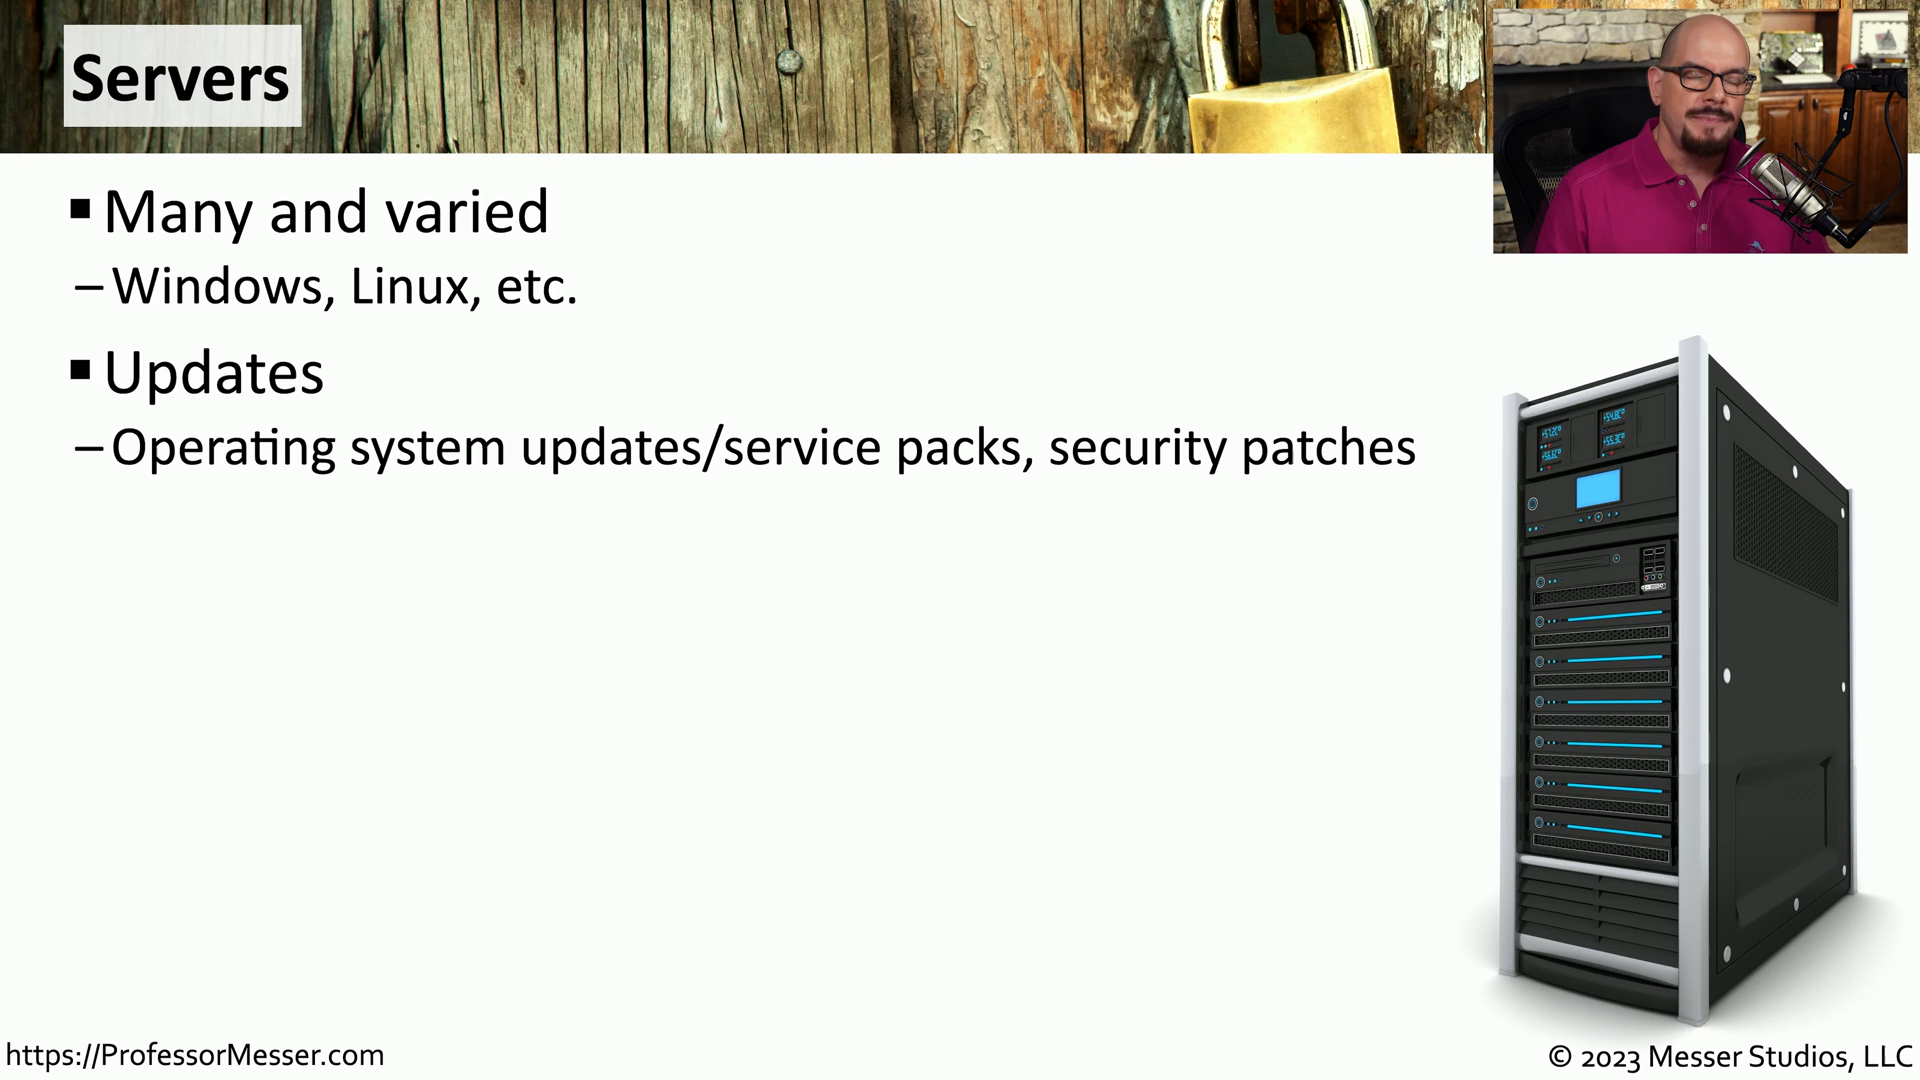 Servers
▪ Many and varied
– Windows, Linux, etc.
▪ Updates
– Operating system updates/service packs, security patches
https://ProfessorMesser.com
© 2023 Messer Studios, LLC